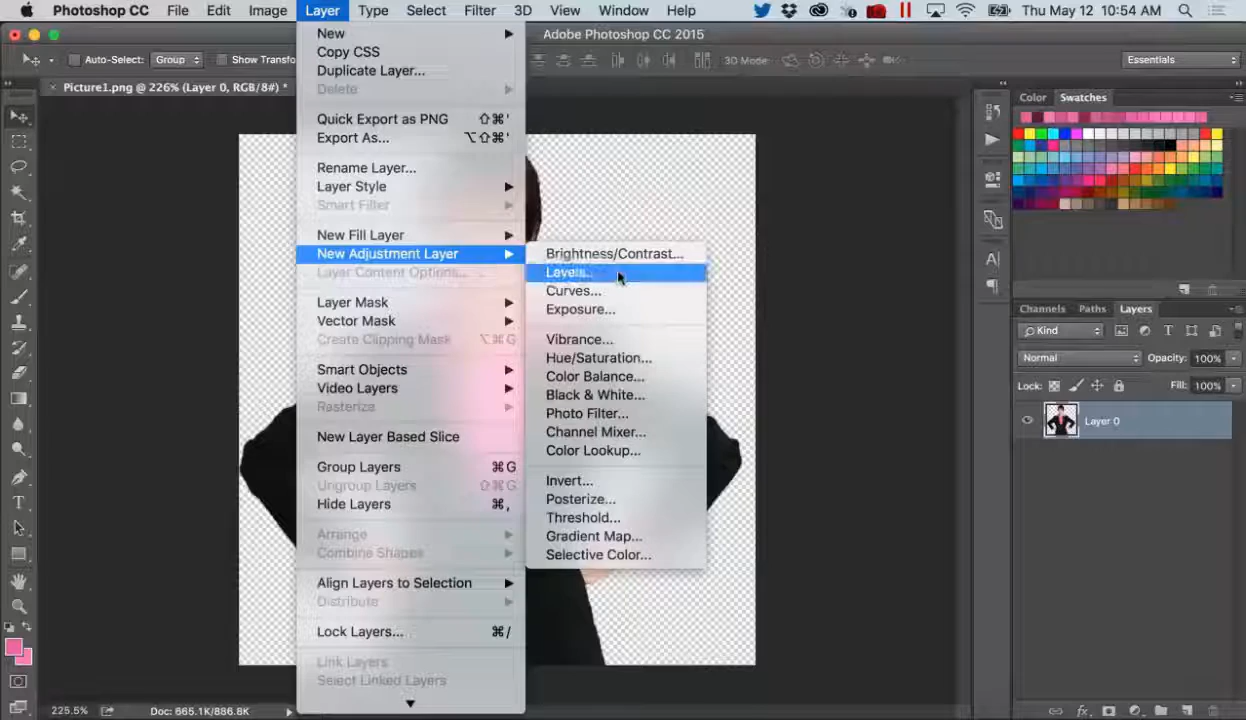 Photoshop CC File Edit Image Layer Type Select Filter 3D View Window Help Thu May 12 10:54 AM
Adobe Photoshop CC 2015
Auto-Select: Group Show Transfo 3D Mode: Essentials
× Picture1.png @ 226% (Layer 0, RGB/8#) *
New
Copy CSS
Duplicate Layer...
Delete
Quick Export as PNG ⇧⌘'
Export As... ⌥⇧⌘'
Rename Layer...
Layer Style
Smart Filter
New Fill Layer
New Adjustment Layer
Layer Content Options...
Layer Mask
Vector Mask
Create Clipping Mask ⌥⌘G
Smart Objects
Video Layers
Rasterize
New Layer Based Slice
Group Layers ⌘G
Ungroup Layers ⇧⌘G
Hide Layers ⌘,
Arrange
Combine Shapes
Align Layers to Selection
Distribute
Lock Layers... ⌘/
Link Layers
Select Linked Layers
Brightness/Contrast...
Levels...
Curves...
Exposure...
Vibrance...
Hue/Saturation...
Color Balance...
Black & White...
Photo Filter...
Channel Mixer...
Color Lookup...
Invert...
Posterize...
Threshold...
Gradient Map...
Selective Color...
Color Swatches
Channels Paths Layers
Kind
Normal Opacity: 100%
Lock: Fill: 100%
Layer 0
225.5% Doc: 665.1K/886.8K